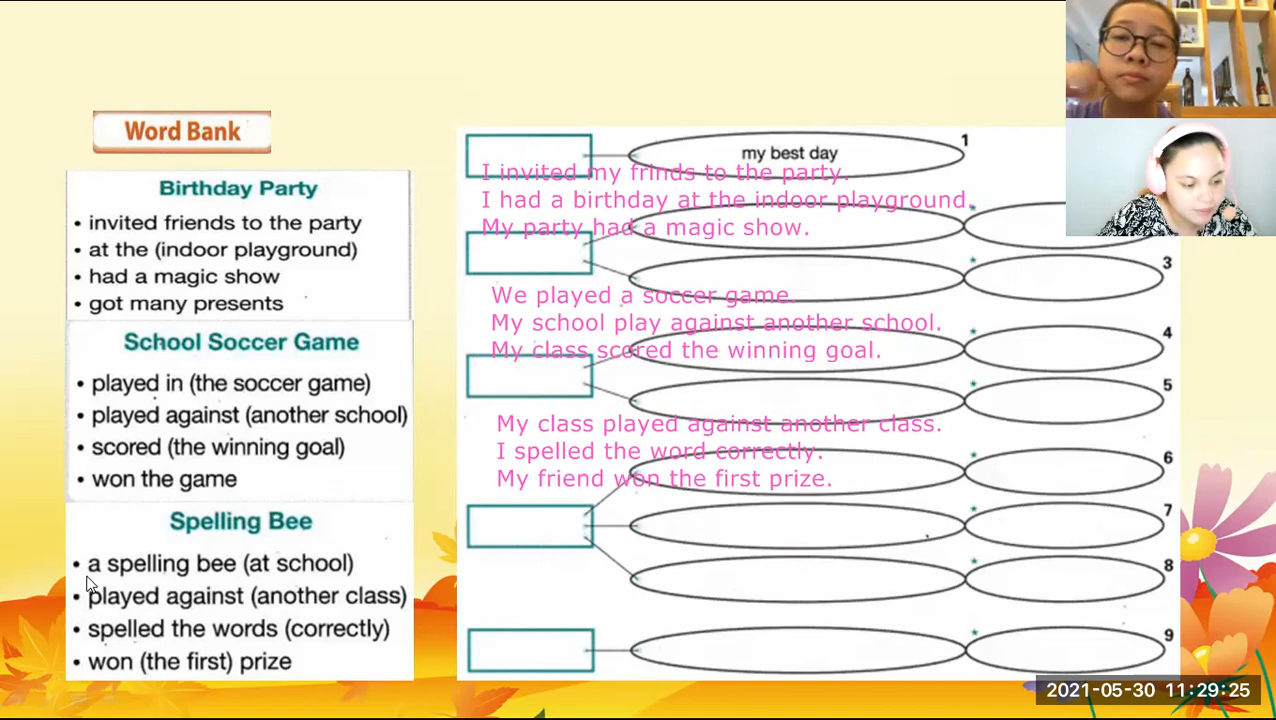 Word Bank
Birthday Party
• invited friends to the party
• at the (indoor playground)
• had a magic show
• got many presents
School Soccer Game
• played in (the soccer game)
• played against (another school)
• scored (the winning goal)
• won the game
Spelling Bee
• a spelling bee (at school)
• played against (another class)
• spelled the words (correctly)
• won (the first) prize
my best day
1
I invited my frinds to the party.
I had a birthday at the indoor playground.
My party had a magic show.
3
We played a soccer game.
My school play against another school.
My class scored the winning goal.
4
5
My class played against another class.
I spelled the word correctly.
My friend won the first prize.
6
7
8
9
2021-05-30 11:29:25